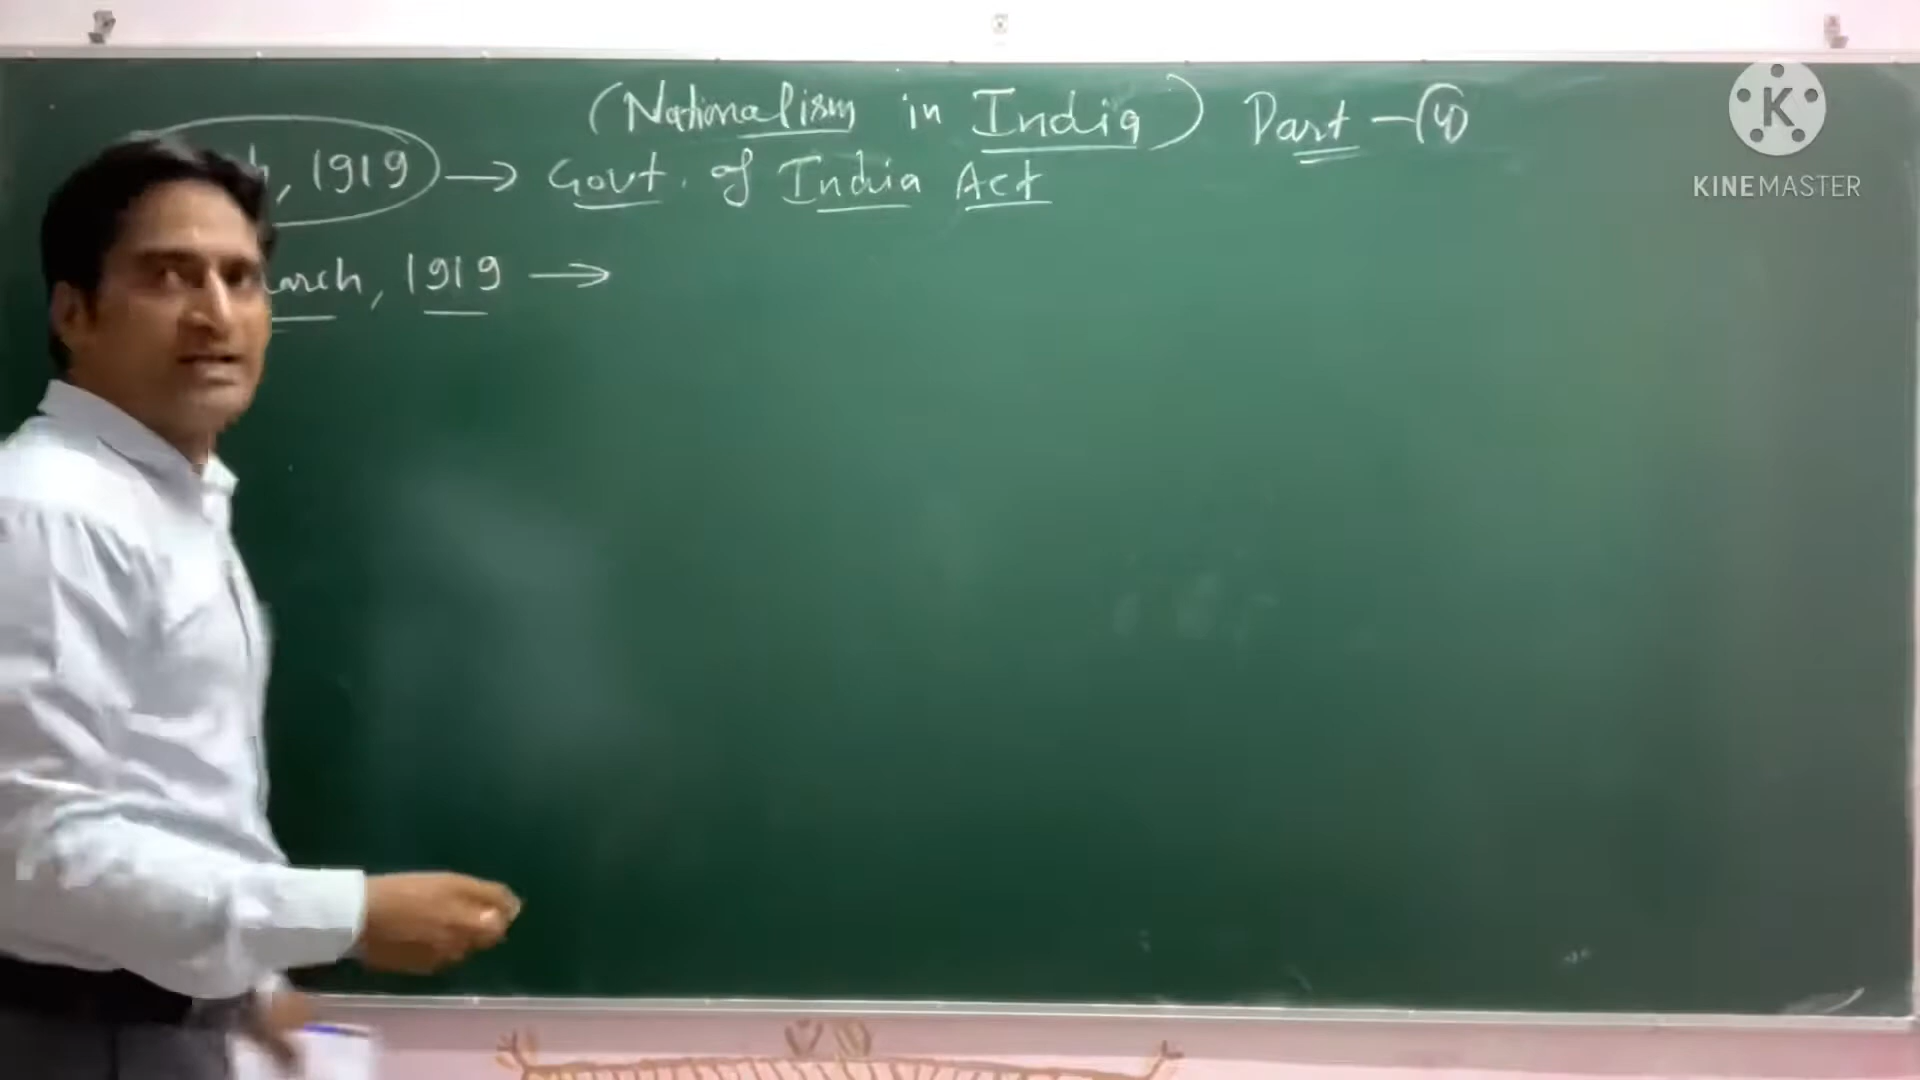 (Nationalism in India) Part - (4)
, 1919 → Govt. of India Act
arch, 1919 →
KINEMASTER